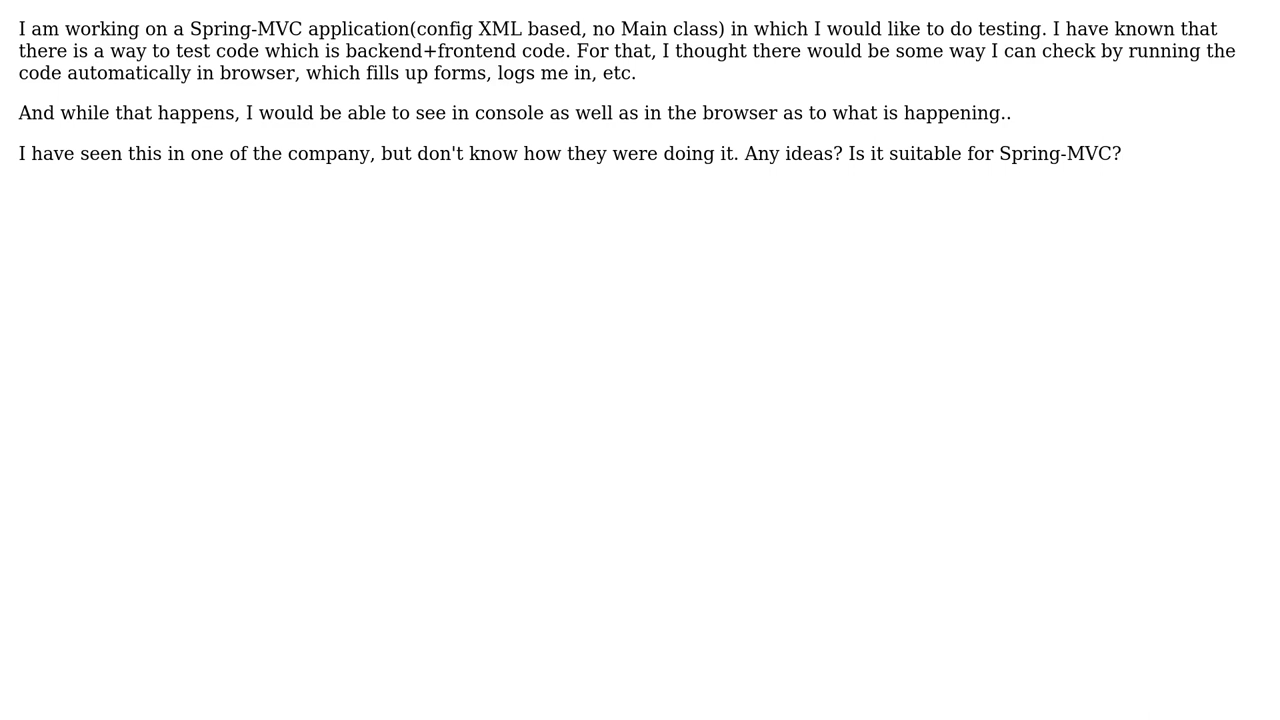 I am working on a Spring-MVC application(config XML based, no Main class) in which I would like to do testing. I have known that
there is a way to test code which is backend+frontend code. For that, I thought there would be some way I can check by running the
code automatically in browser, which fills up forms, logs me in, etc.
And while that happens, I would be able to see in console as well as in the browser as to what is happening..
I have seen this in one of the company, but don't know how they were doing it. Any ideas? Is it suitable for Spring-MVC?